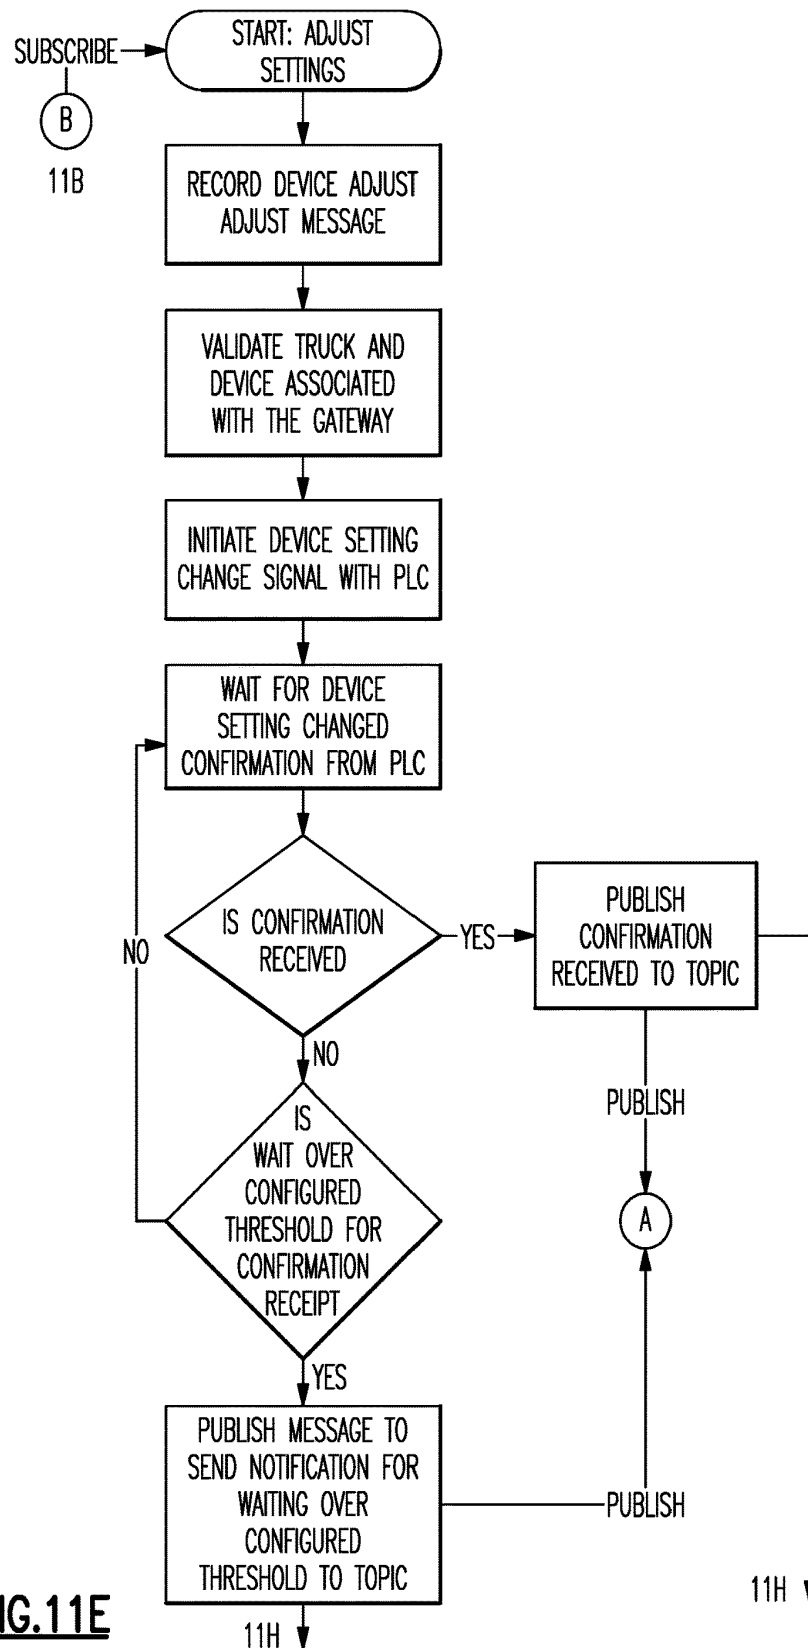 START: ADJUST
SETTINGS
SUBSCRIBE
B
11B
RECORD DEVICE ADJUST
ADJUST MESSAGE
VALIDATE TRUCK AND
DEVICE ASSOCIATED
WITH THE GATEWAY
INITIATE DEVICE SETTING
CHANGE SIGNAL WITH PLC
WAIT FOR DEVICE
SETTING CHANGED
CONFIRMATION FROM PLC
IS CONFIRMATION
RECEIVED
YES
PUBLISH
CONFIRMATION
RECEIVED TO TOPIC
NO
NO
PUBLISH
A
IS
WAIT OVER
CONFIGURED
THRESHOLD FOR
CONFIRMATION
RECEIPT
YES
PUBLISH MESSAGE TO
SEND NOTIFICATION FOR
WAITING OVER
CONFIGURED
THRESHOLD TO TOPIC
PUBLISH
11H
11H
IG.11E